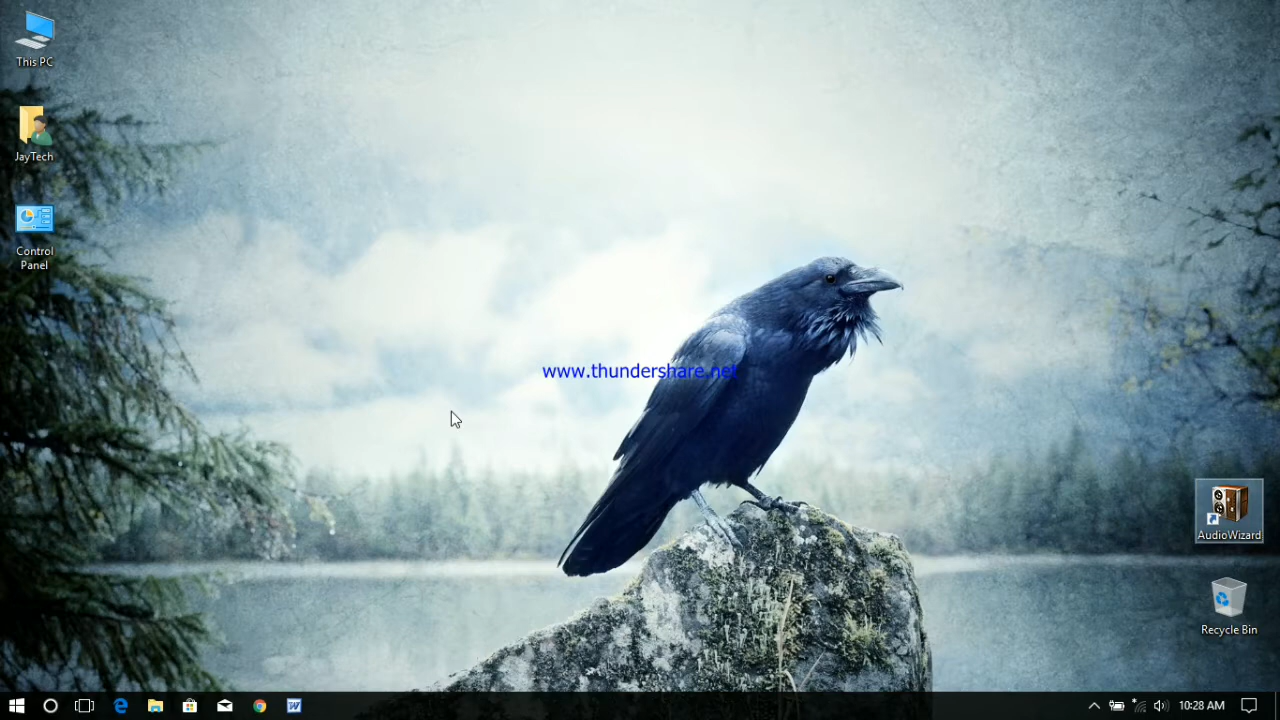 This PC
JayTech
Control
Panel
www.thundershare.net
AudioWizard
Recycle Bin
10:28 AM